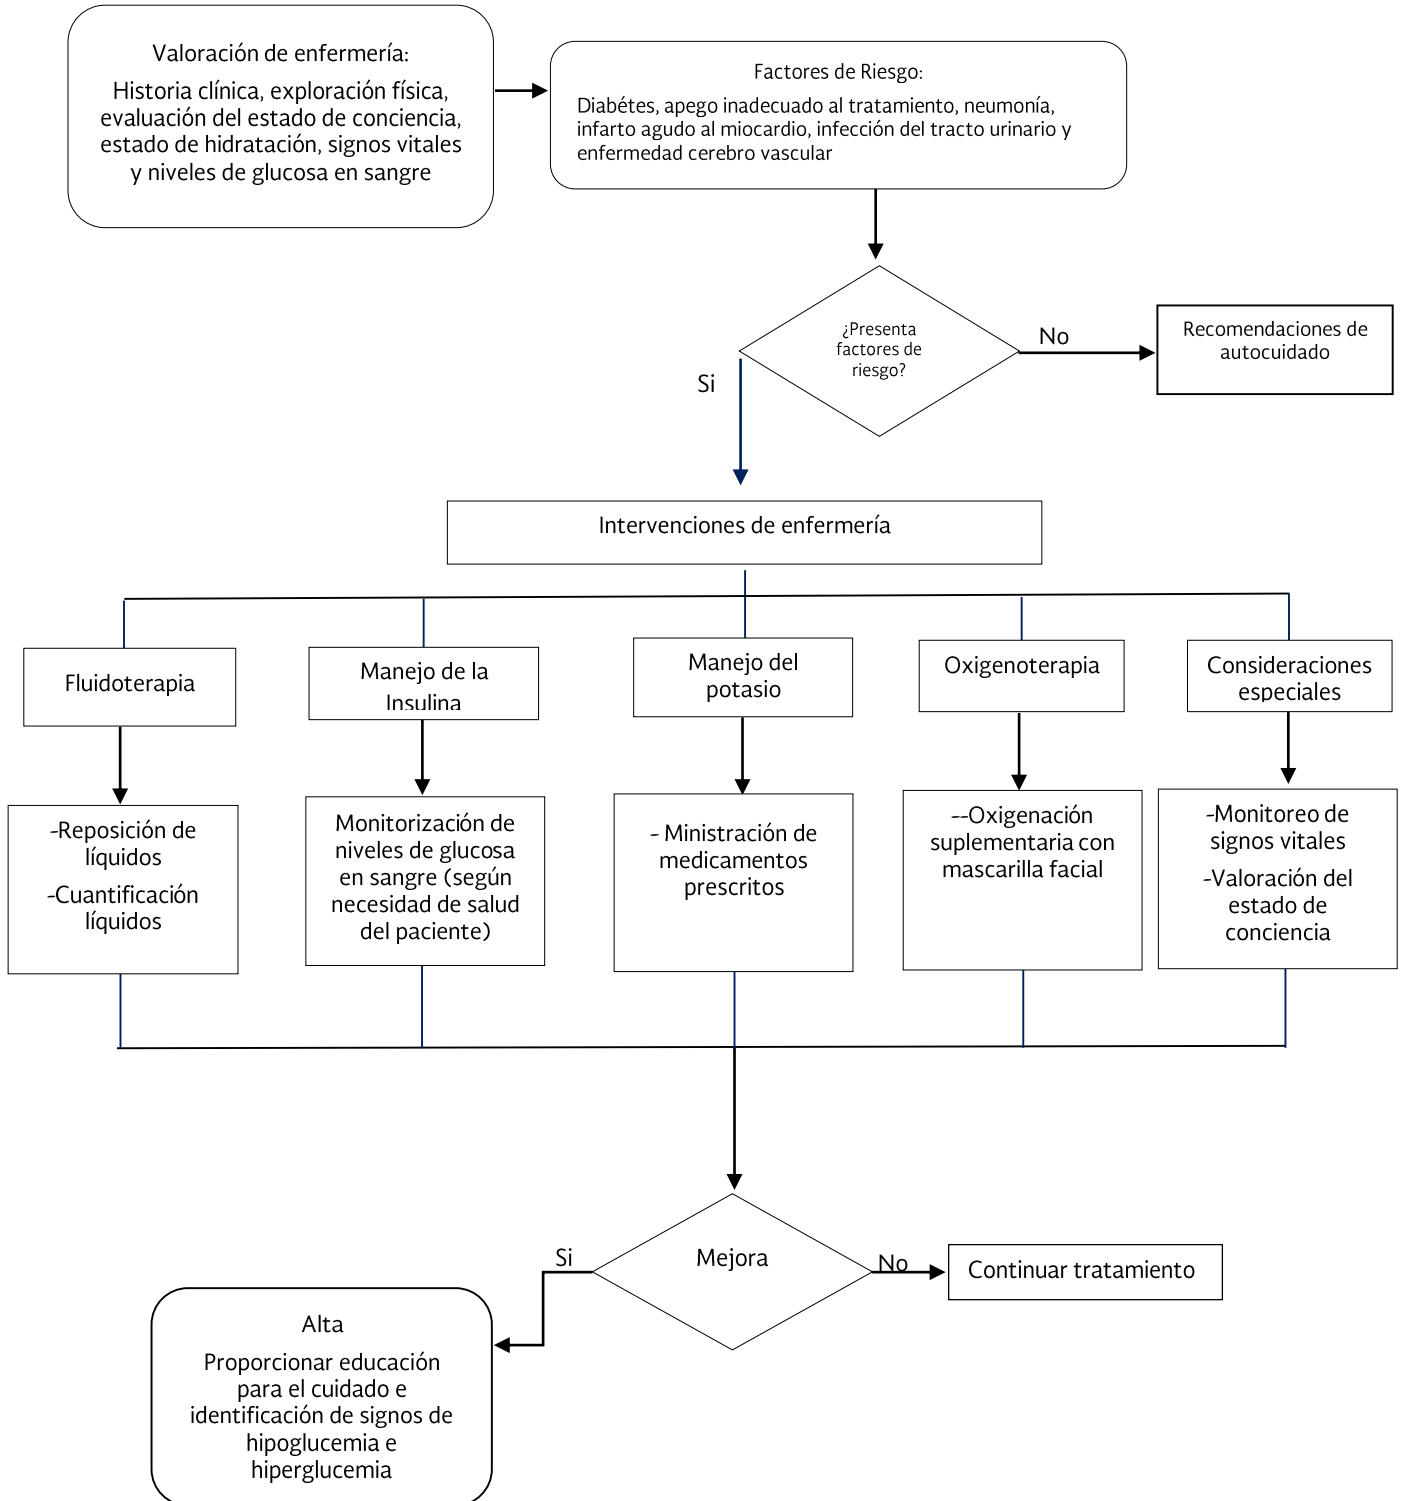 Valoración de enfermería:
Historia clínica, exploración física,
evaluación del estado de conciencia,
estado de hidratación, signos vitales
y niveles de glucosa en sangre
Factores de Riesgo:
Diabétes, apego inadecuado al tratamiento, neumonía,
infarto agudo al miocardio, infección del tracto urinario y
enfermedad cerebro vascular
¿Presenta
factores de
riesgo?
No
Recomendaciones de
autocuidado
Si
Intervenciones de enfermería
Fluidoterapia
Manejo de la
Insulina
Manejo del
potasio
Oxigenoterapia
Consideraciones
especiales
-Reposición de
líquidos
-Cuantificación
líquidos
Monitorización de
niveles de glucosa
en sangre (según
necesidad de salud
del paciente)
- Ministración de
medicamentos
prescritos
--Oxigenación
suplementaria con
mascarilla facial
-Monitoreo de
signos vitales
-Valoración del
estado de
conciencia
Mejora
Si
No
Continuar tratamiento
Alta
Proporcionar educación
para el cuidado e
identificación de signos de
hipoglucemia e
hiperglucemia